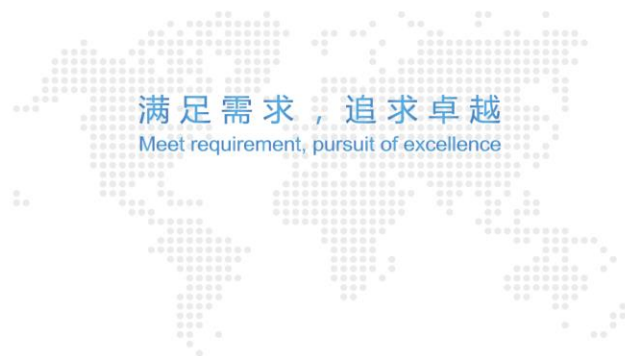 满足需求，追求卓越
Meet requirement, pursuit of excellence